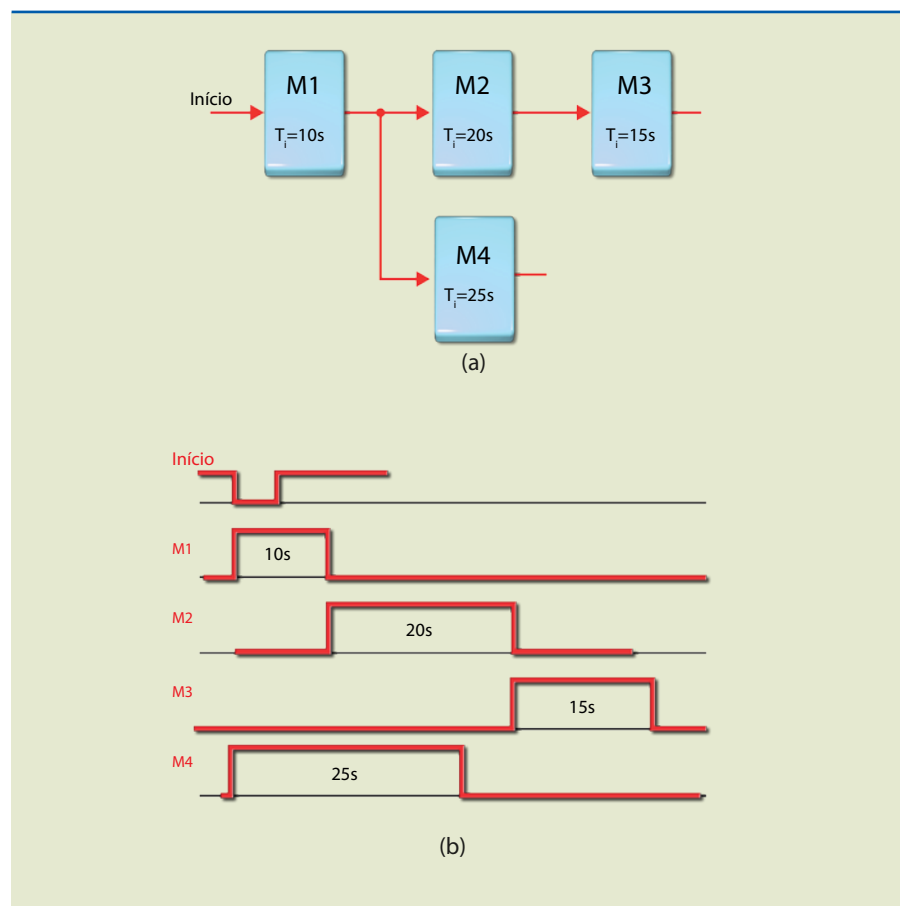 M1
M2
M3
Início
Ti=10s
Ti=20s
Ti=15s
M4
Ti=25s
(a)
Início
M1
10s
M2
20s
M3
15s
M4
25s
(b)